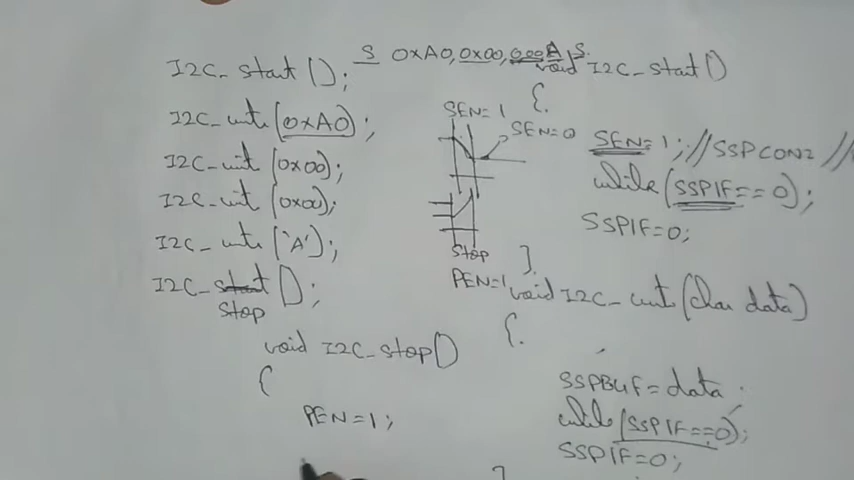 S 0xA0, 0x00, 0x00 A S.
I2C_start();
void I2C_start()
{
I2C_write(0xA0);
SEN=1
SEN=0
SEN=1; //SSPCON2 //
I2C_write(0x00);
while(SSPIF==0);
I2C_write(0x00);
SSPIF=0;
I2C_write('A');
Stop
}
I2C_start();
stop
PEN=1
void I2C_write(char data)
{
void I2C_stop()
{
SSPBUF=data
PEN=1;
while(SSPIF==0);
SSPIF=0;
}